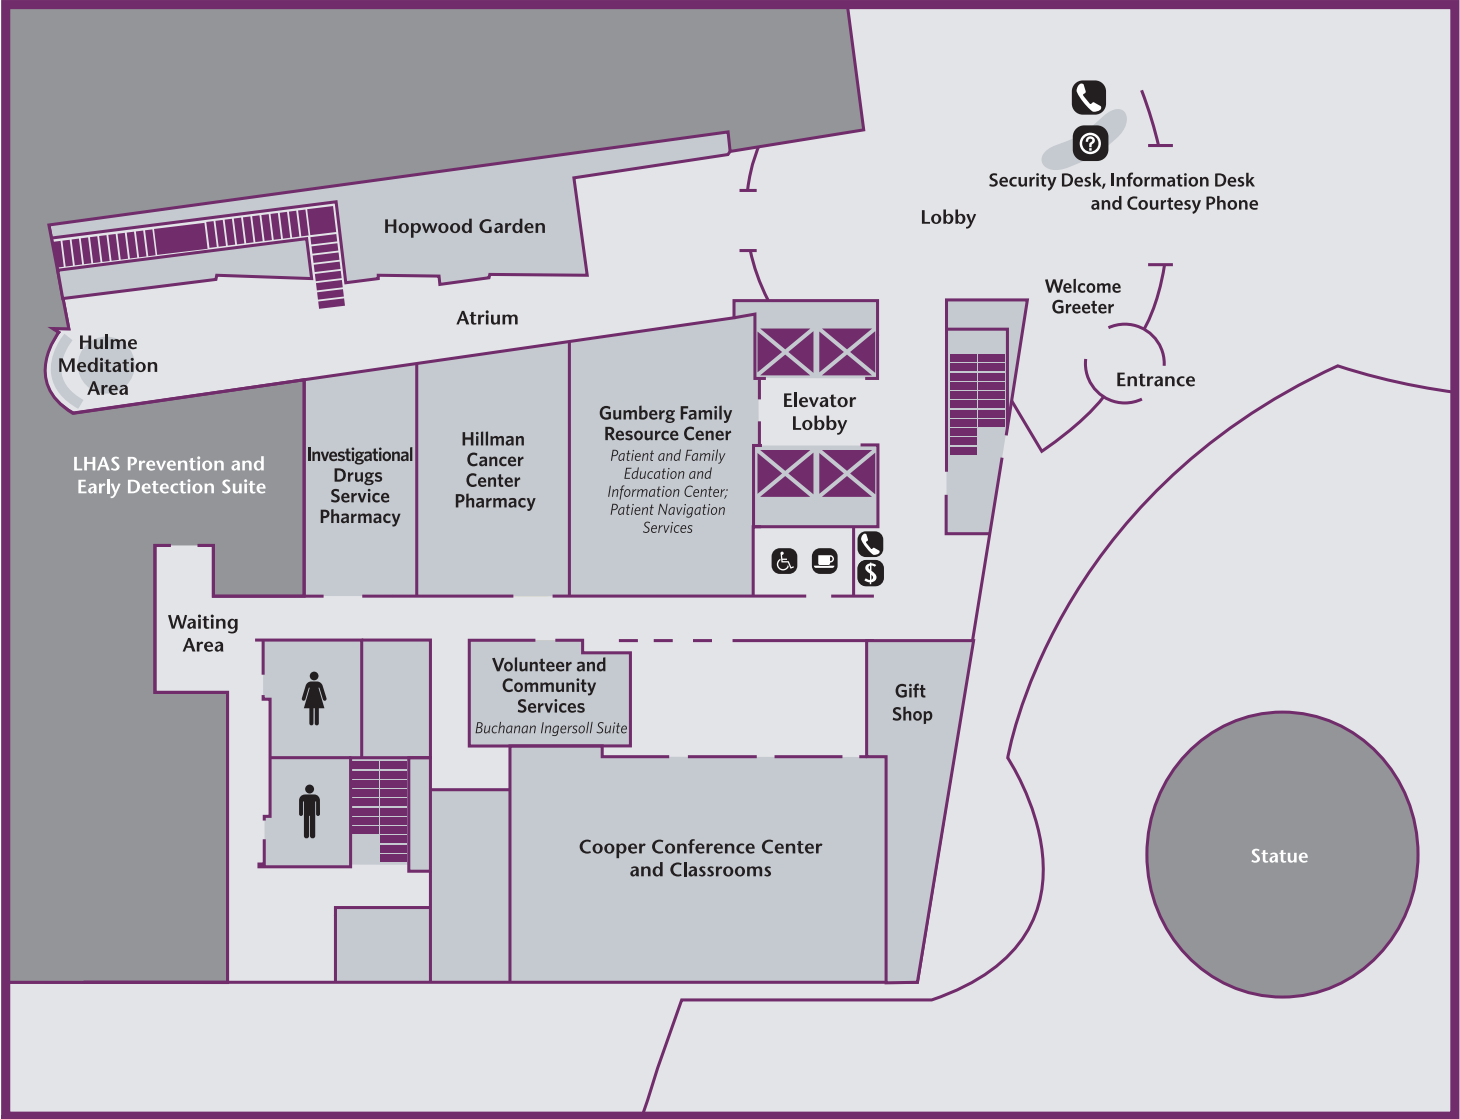 Security Desk, Information Desk
and Courtesy Phone
Lobby
Hopwood Garden
Welcome
Greeter
Atrium
Hulme
Meditation
Area
Entrance
Elevator
Lobby
Gumberg Family
Resource Cener
Patient and Family
Education and
Information Center;
Patient Navigation
Services
Hillman
Cancer
Center
Pharmacy
Investigational
Drugs
Service
Pharmacy
LHAS Prevention and
Early Detection Suite
$
Waiting
Area
Volunteer and
Community
Services
Buchanan Ingersoll Suite
Gift
Shop
Cooper Conference Center
and Classrooms
Statue
?